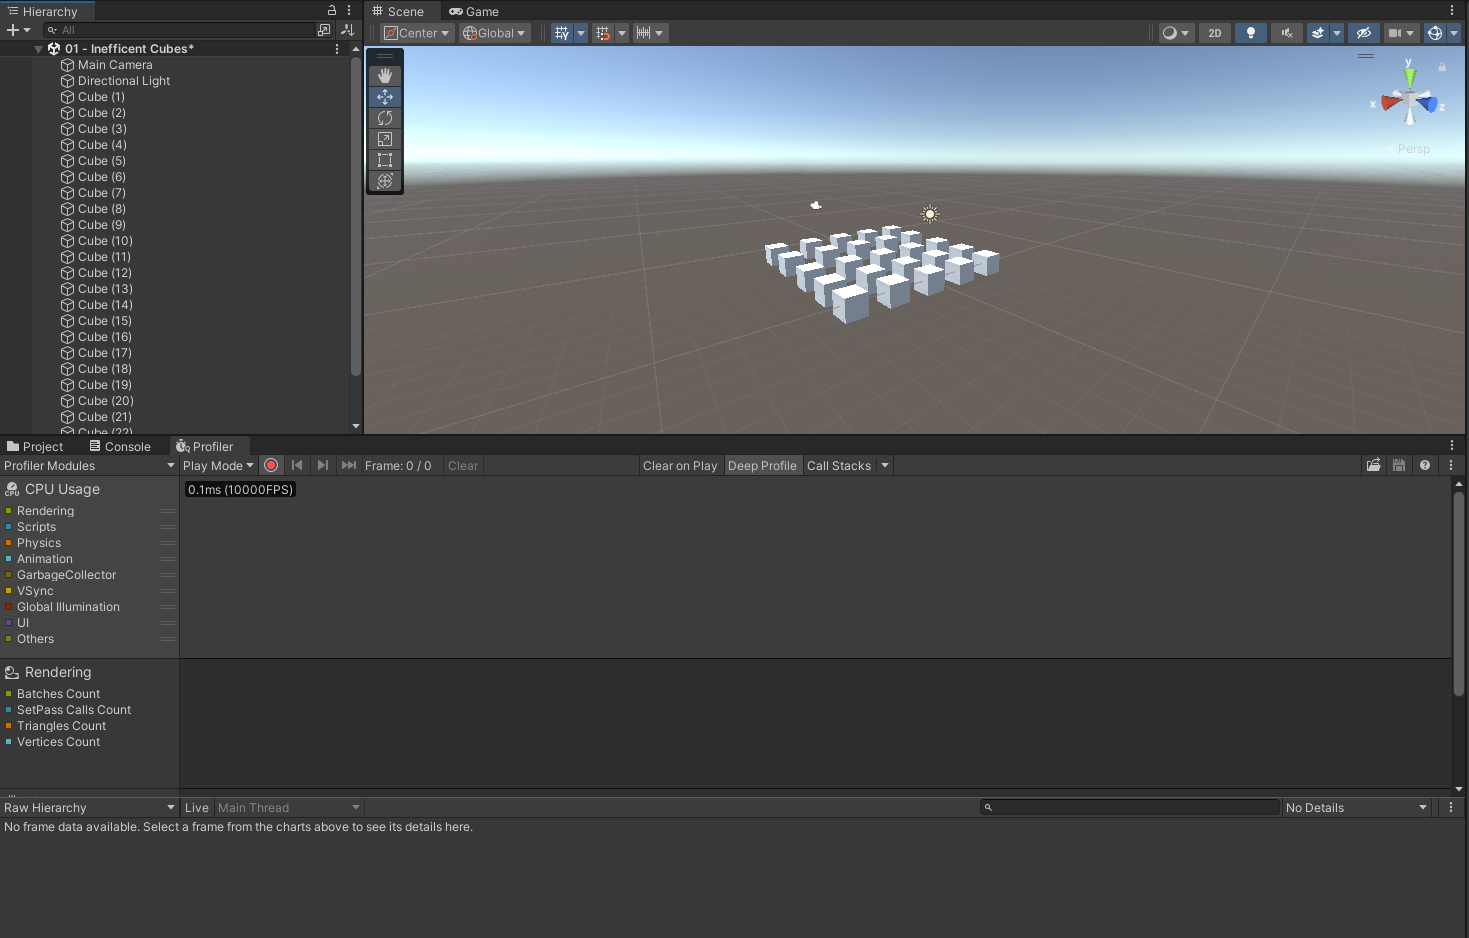 Hierarchy
All
01 - Inefficent Cubes*
Main Camera
Directional Light
Cube (1)
Cube (2)
Cube (3)
Cube (4)
Cube (5)
Cube (6)
Cube (7)
Cube (8)
Cube (9)
Cube (10)
Cube (11)
Cube (12)
Cube (13)
Cube (14)
Cube (15)
Cube (16)
Cube (17)
Cube (18)
Cube (19)
Cube (20)
Cube (21)
Cube (22)
Scene Game
Center Global 2D
y
x z
Persp
Project Console Profiler
Profiler Modules Play Mode Frame: 0 / 0 Clear Clear on Play Deep Profile Call Stacks
CPU Usage
0.1ms (10000FPS)
Rendering
Scripts
Physics
Animation
GarbageCollector
VSync
Global Illumination
UI
Others
Rendering
Batches Count
SetPass Calls Count
Triangles Count
Vertices Count
Raw Hierarchy Live Main Thread No Details
No frame data available. Select a frame from the charts above to see its details here.